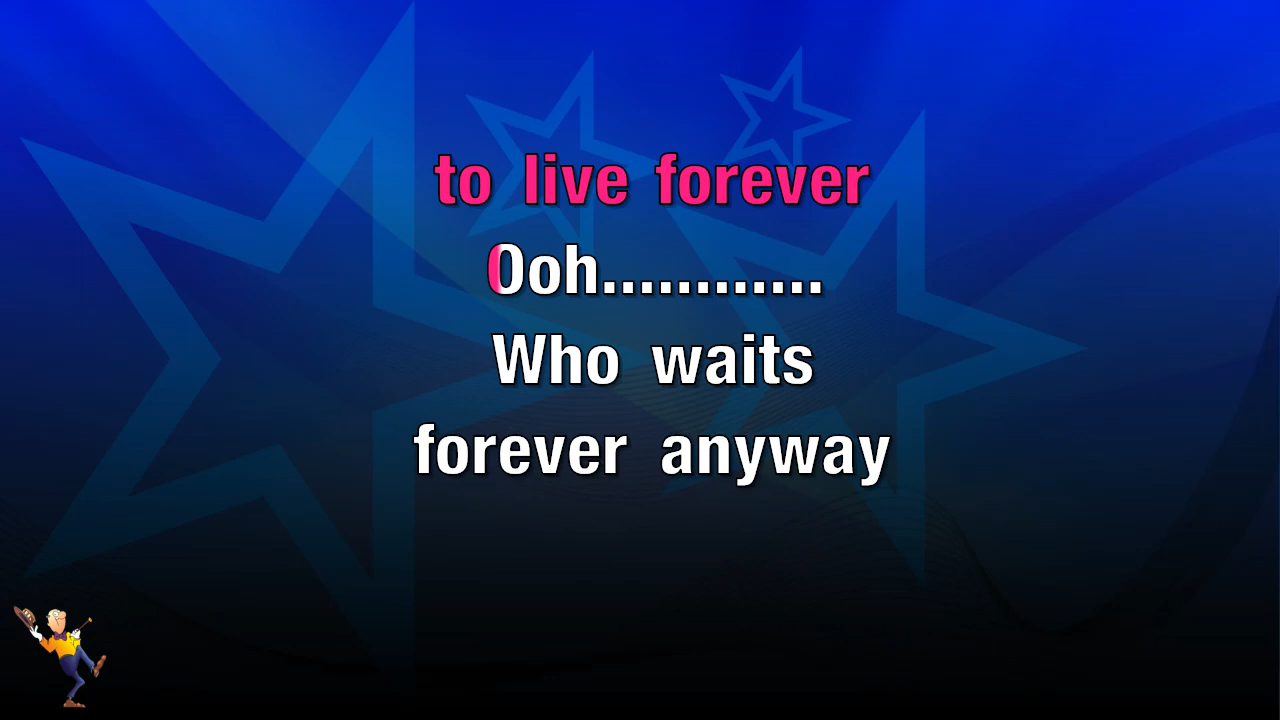 to live forever
Ooh............
Who waits
forever anyway